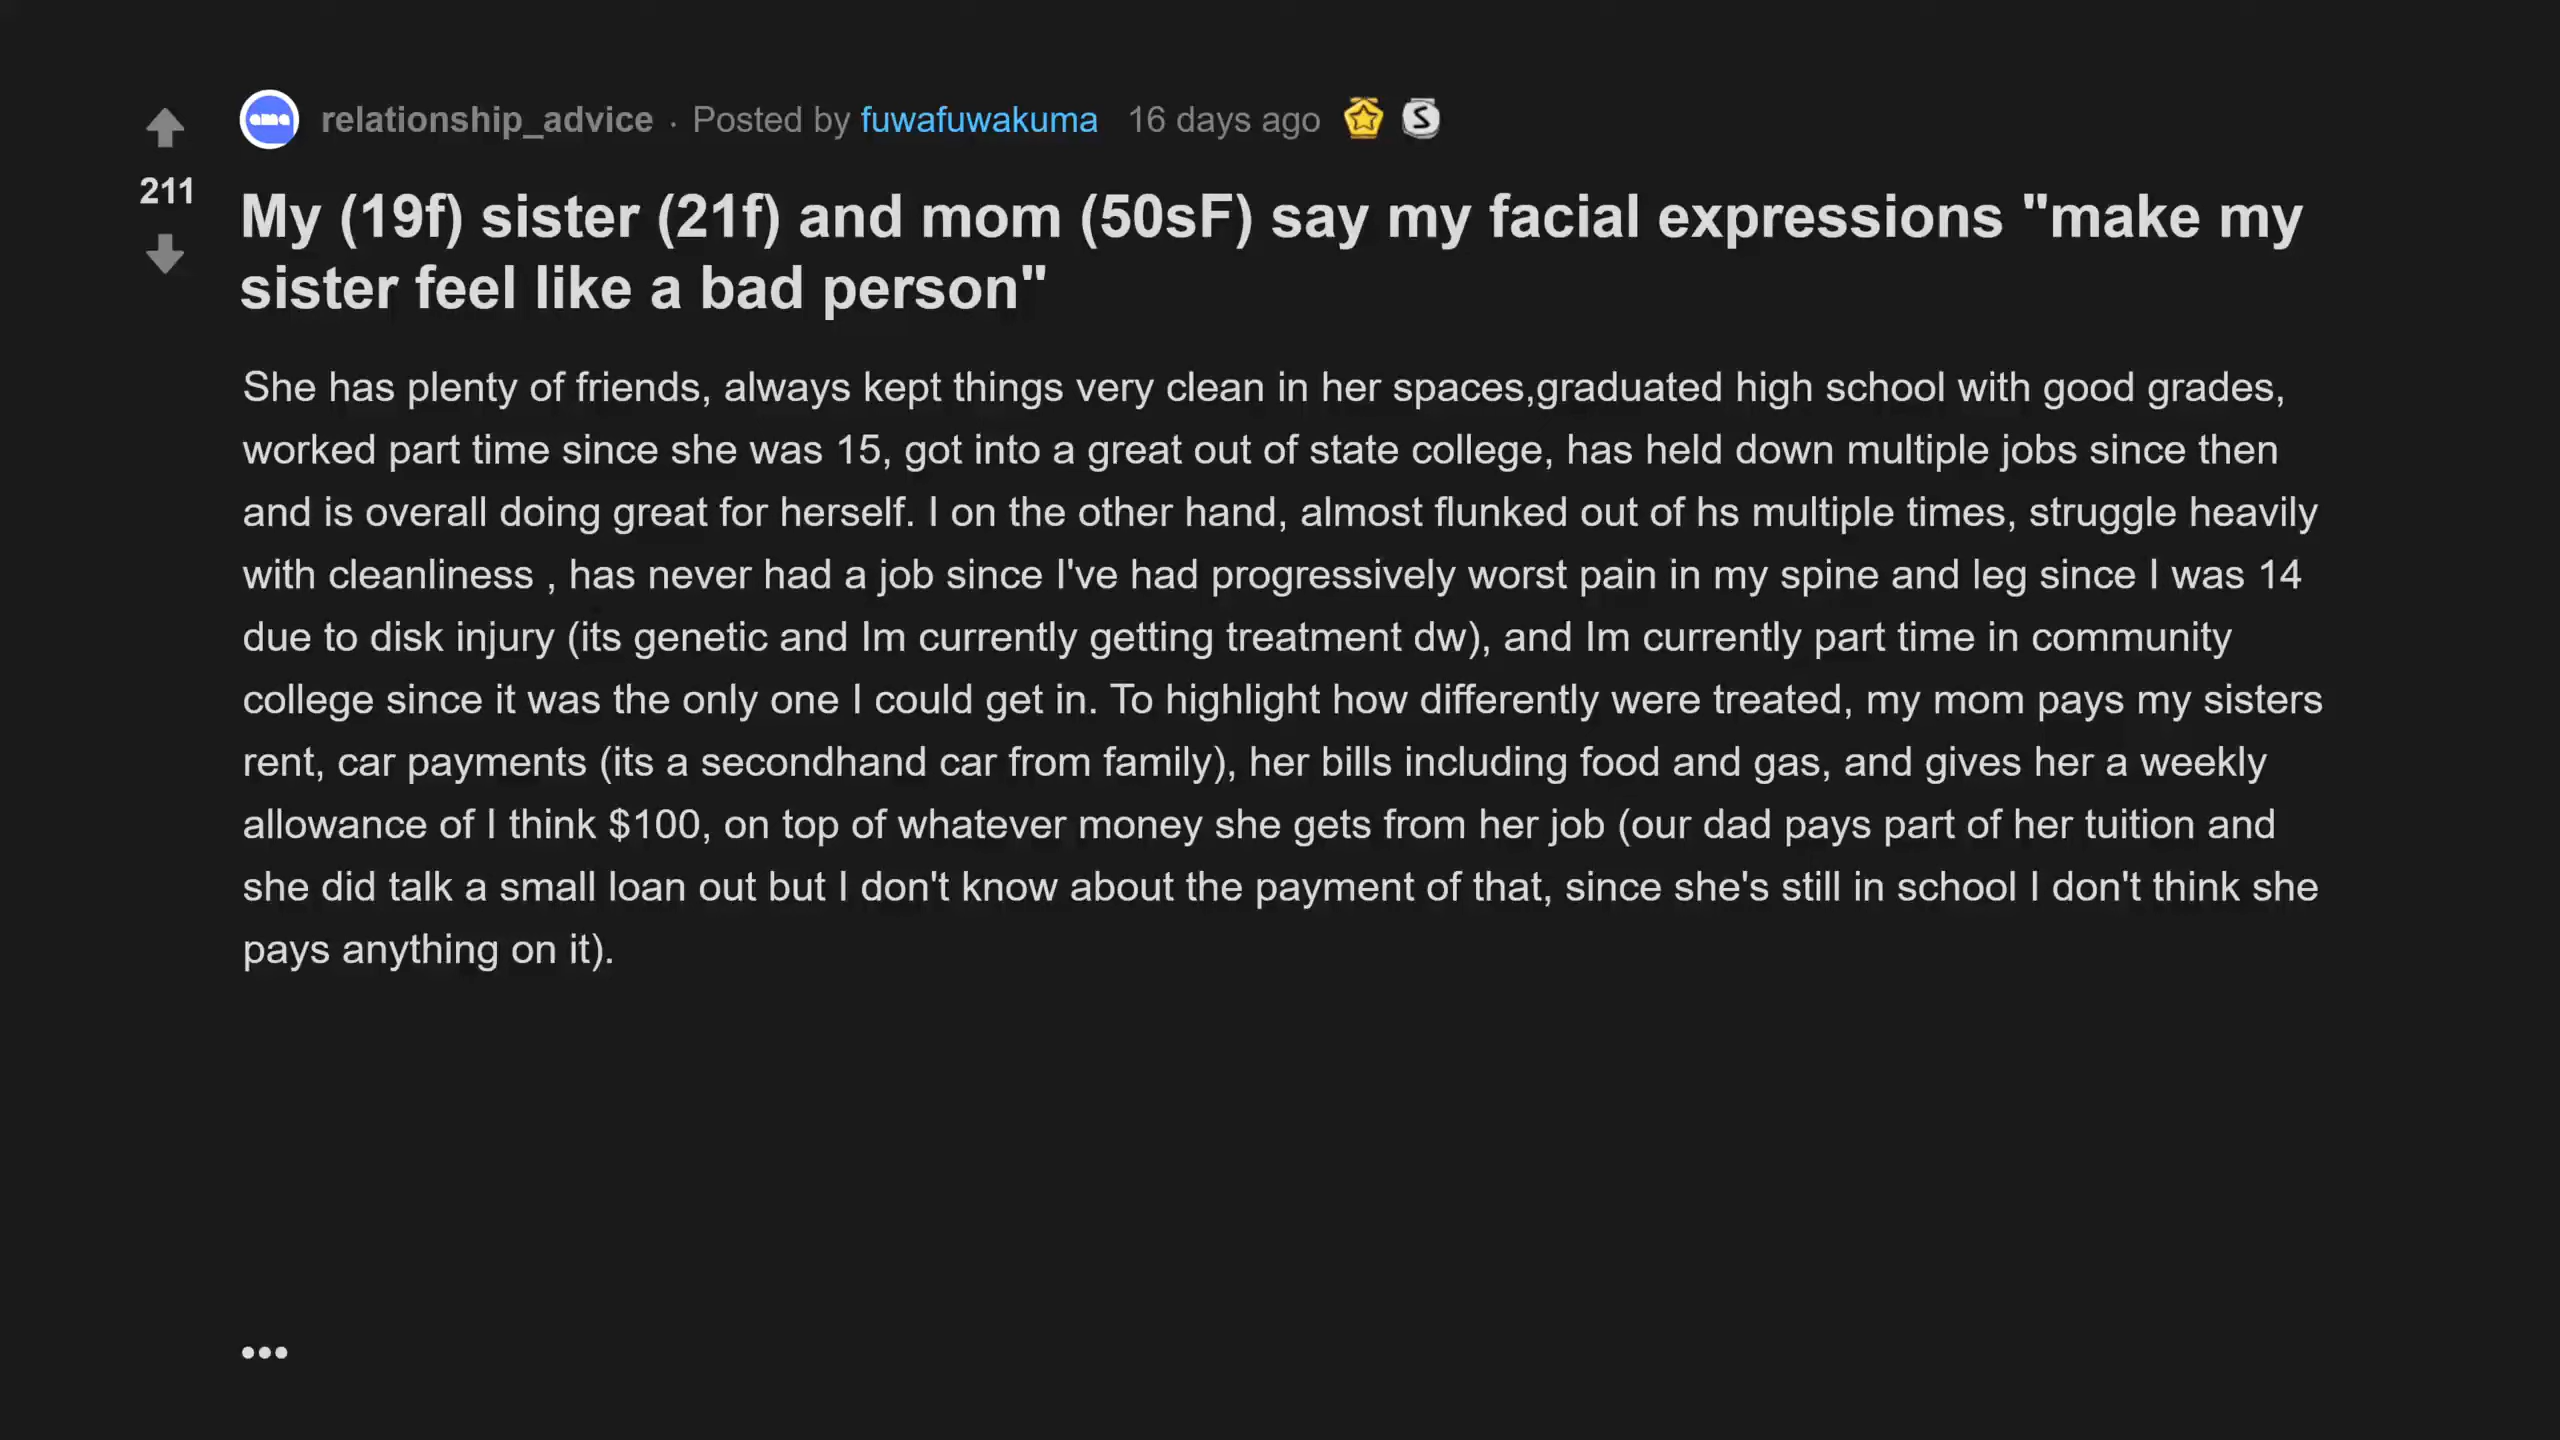 relationship_advice · Posted by fuwafuwakuma 16 days ago
211
My (19f) sister (21f) and mom (50sF) say my facial expressions "make my
sister feel like a bad person"
She has plenty of friends, always kept things very clean in her spaces,graduated high school with good grades,
worked part time since she was 15, got into a great out of state college, has held down multiple jobs since then
and is overall doing great for herself. I on the other hand, almost flunked out of hs multiple times, struggle heavily
with cleanliness , has never had a job since I've had progressively worst pain in my spine and leg since I was 14
due to disk injury (its genetic and Im currently getting treatment dw), and Im currently part time in community
college since it was the only one I could get in. To highlight how differently were treated, my mom pays my sisters
rent, car payments (its a secondhand car from family), her bills including food and gas, and gives her a weekly
allowance of I think $100, on top of whatever money she gets from her job (our dad pays part of her tuition and
she did talk a small loan out but I don't know about the payment of that, since she's still in school I don't think she
pays anything on it).
•••